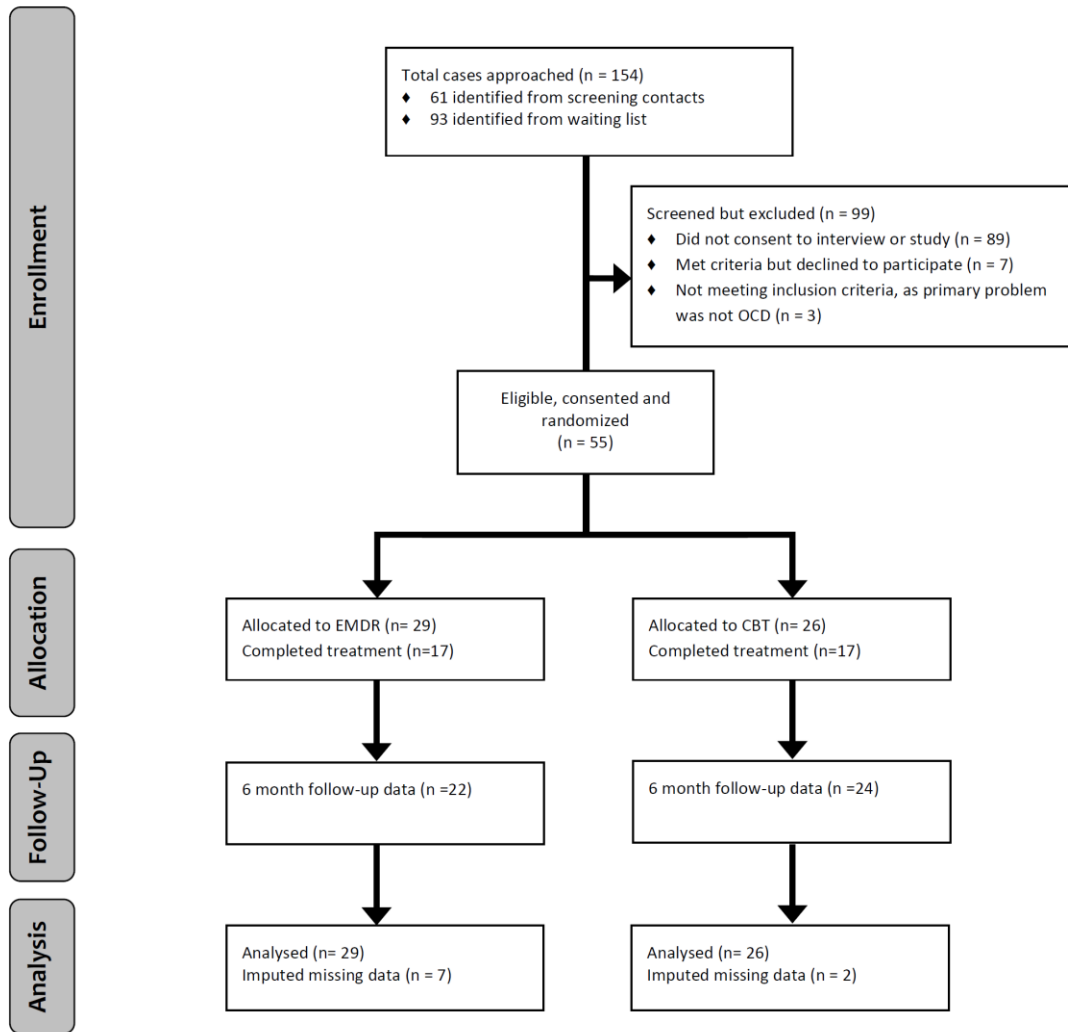 Enrollment
Total cases approached (n = 154)
♦ 61 identified from screening contacts
♦ 93 identified from waiting list
Screened but excluded (n = 99)
♦ Did not consent to interview or study (n = 89)
♦ Met criteria but declined to participate (n = 7)
♦ Not meeting inclusion criteria, as primary problem
was not OCD (n = 3)
Eligible, consented and
randomized
(n = 55)
Allocation
Allocated to EMDR (n= 29)
Completed treatment (n=17)
Allocated to CBT (n= 26)
Completed treatment (n=17)
Follow-Up
6 month follow-up data (n =22)
6 month follow-up data (n =24)
Analysis
Analysed (n= 29)
Imputed missing data (n = 7)
Analysed (n= 26)
Imputed missing data (n = 2)